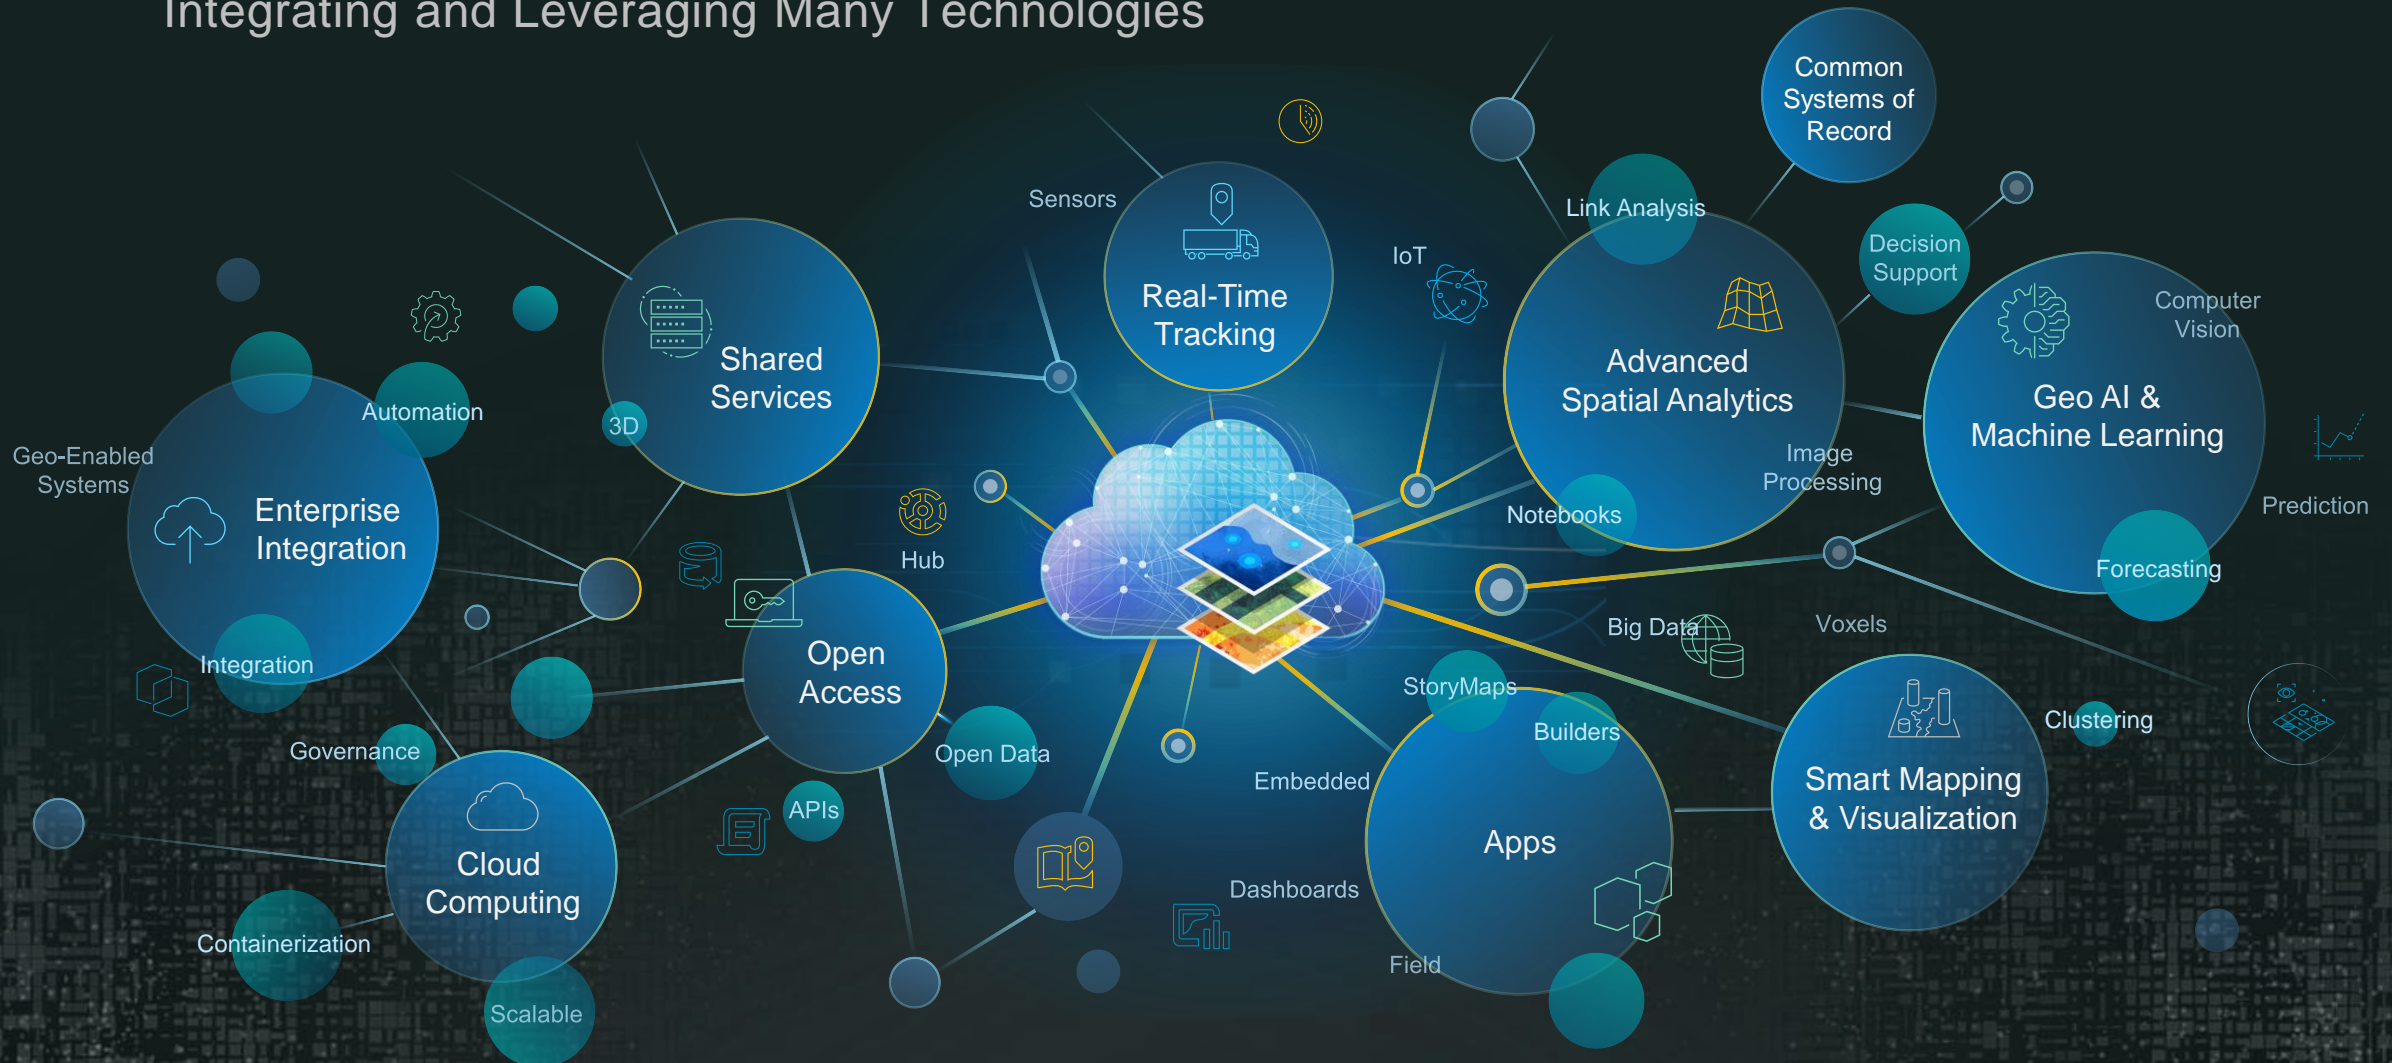 Integrating and Leveraging Many Technologies
Common
Systems of
Record
Sensors
Link Analysis
IoT
Decision
Support
Real-Time
Tracking
Computer
Vision
Shared
Services
3D
Automation
Advanced
Spatial Analytics
Geo AI &
Machine Learning
Geo-Enabled
Systems
Image
Processing
Prediction
Enterprise
Integration
Notebooks
Hub
Forecasting
Big Data
Voxels
Integration
Open
Access
StoryMaps
Builders
Clustering
Governance
Open Data
Embedded
Smart Mapping
& Visualization
APIs
Apps
Cloud
Computing
Dashboards
Containerization
Field
Scalable